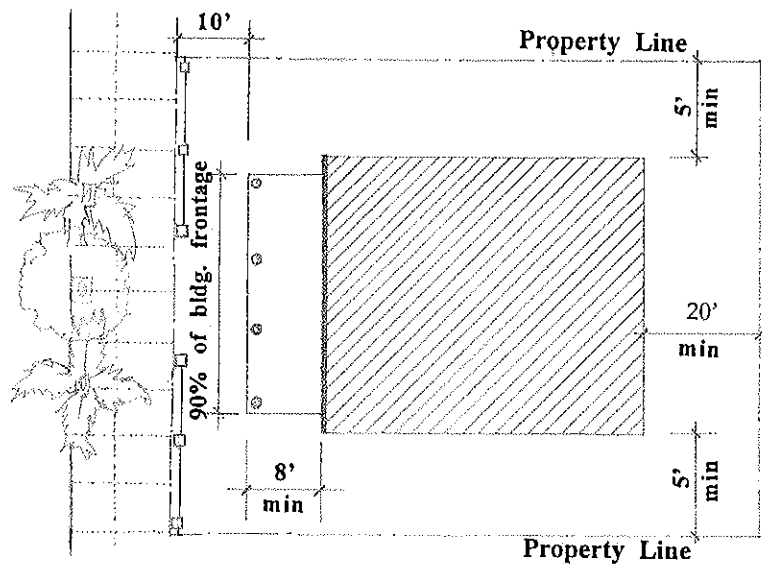 10'
Property Line
5'
min
90% of bldg. frontage
20'
min
8'
min
5'
min
Property Line